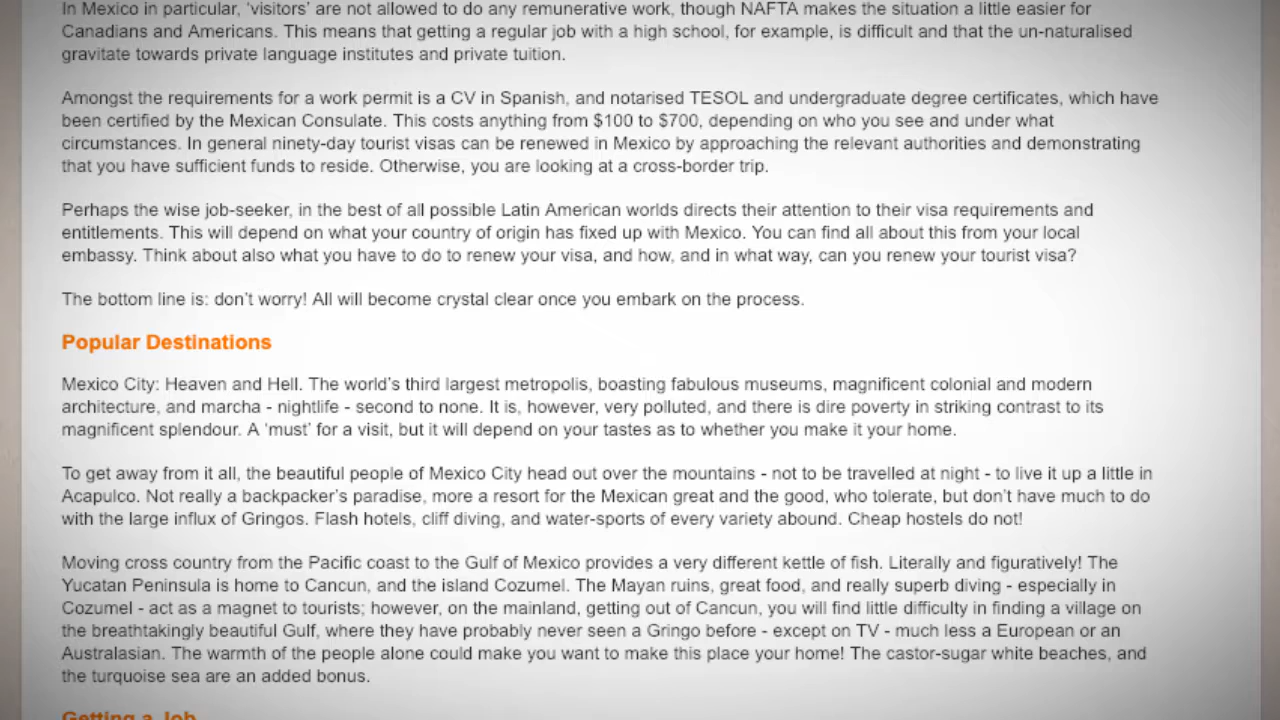 In Mexico in particular, ‘visitors’ are not allowed to do any remunerative work, though NAFTA makes the situation a little easier for
Canadians and Americans. This means that getting a regular job with a high school, for example, is difficult and that the un-naturalised
gravitate towards private language institutes and private tuition.
Amongst the requirements for a work permit is a CV in Spanish, and notarised TESOL and undergraduate degree certificates, which have
been certified by the Mexican Consulate. This costs anything from $100 to $700, depending on who you see and under what
circumstances. In general ninety-day tourist visas can be renewed in Mexico by approaching the relevant authorities and demonstrating
that you have sufficient funds to reside. Otherwise, you are looking at a cross-border trip.
Perhaps the wise job-seeker, in the best of all possible Latin American worlds directs their attention to their visa requirements and
entitlements. This will depend on what your country of origin has fixed up with Mexico. You can find all about this from your local
embassy. Think about also what you have to do to renew your visa, and how, and in what way, can you renew your tourist visa?
The bottom line is: don’t worry! All will become crystal clear once you embark on the process.
Popular Destinations
Mexico City: Heaven and Hell. The world’s third largest metropolis, boasting fabulous museums, magnificent colonial and modern
architecture, and marcha - nightlife - second to none. It is, however, very polluted, and there is dire poverty in striking contrast to its
magnificent splendour. A ‘must’ for a visit, but it will depend on your tastes as to whether you make it your home.
To get away from it all, the beautiful people of Mexico City head out over the mountains - not to be travelled at night - to live it up a little in
Acapulco. Not really a backpacker’s paradise, more a resort for the Mexican great and the good, who tolerate, but don’t have much to do
with the large influx of Gringos. Flash hotels, cliff diving, and water-sports of every variety abound. Cheap hostels do not!
Moving cross country from the Pacific coast to the Gulf of Mexico provides a very different kettle of fish. Literally and figuratively! The
Yucatan Peninsula is home to Cancun, and the island Cozumel. The Mayan ruins, great food, and really superb diving - especially in
Cozumel - act as a magnet to tourists; however, on the mainland, getting out of Cancun, you will find little difficulty in finding a village on
the breathtakingly beautiful Gulf, where they have probably never seen a Gringo before - except on TV - much less a European or an
Australasian. The warmth of the people alone could make you want to make this place your home! The castor-sugar white beaches, and
the turquoise sea are an added bonus.
Getting a Job